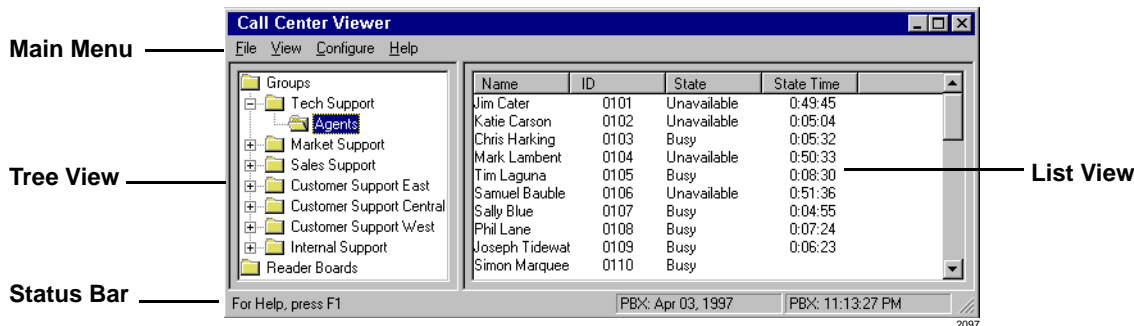 Call Center Viewer
Main Menu
File View Configure Help
Groups
Tech Support
Agents
Market Support
Sales Support
Customer Support East
Customer Support Central
Customer Support West
Internal Support
Reader Boards
Tree View
Name ID State State Time
Jim Cater 0101 Unavailable 0:49:45
Katie Carson 0102 Unavailable 0:05:04
Chris Harking 0103 Busy 0:05:32
Mark Lambent 0104 Unavailable 0:50:33
Tim Laguna 0105 Busy 0:08:30
Samuel Bauble 0106 Unavailable 0:51:36
Sally Blue 0107 Busy 0:04:55
Phil Lane 0108 Busy 0:07:24
Joseph Tidewat 0109 Busy 0:06:23
Simon Marquee 0110 Busy
List View
Status Bar
For Help, press F1 PBX: Apr 03, 1997 PBX: 11:13:27 PM
2097